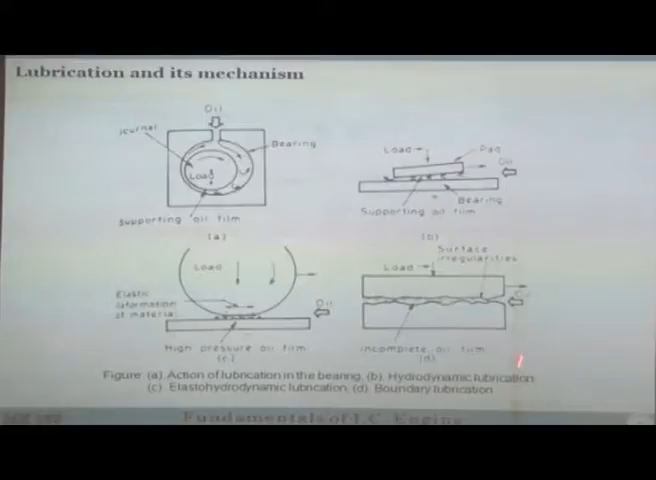 Lubrication and its mechanism
Oil
Journal
Bearing
Load
Supporting oil film
(a)
Load
Pad
Oil
Bearing
Supporting oil film
(b)
Load
Elastic
deformation
of material
Oil
High pressure oil film
(c)
Surface
irregularities
Load
Oil
Incomplete oil film
(d)
Figure (a) Action of lubrication in the bearing. (b) Hydrodynamic lubrication
(c) Elastohydrodynamic lubrication. (d). Boundary lubrication
Fundamentals of I.C. Engine